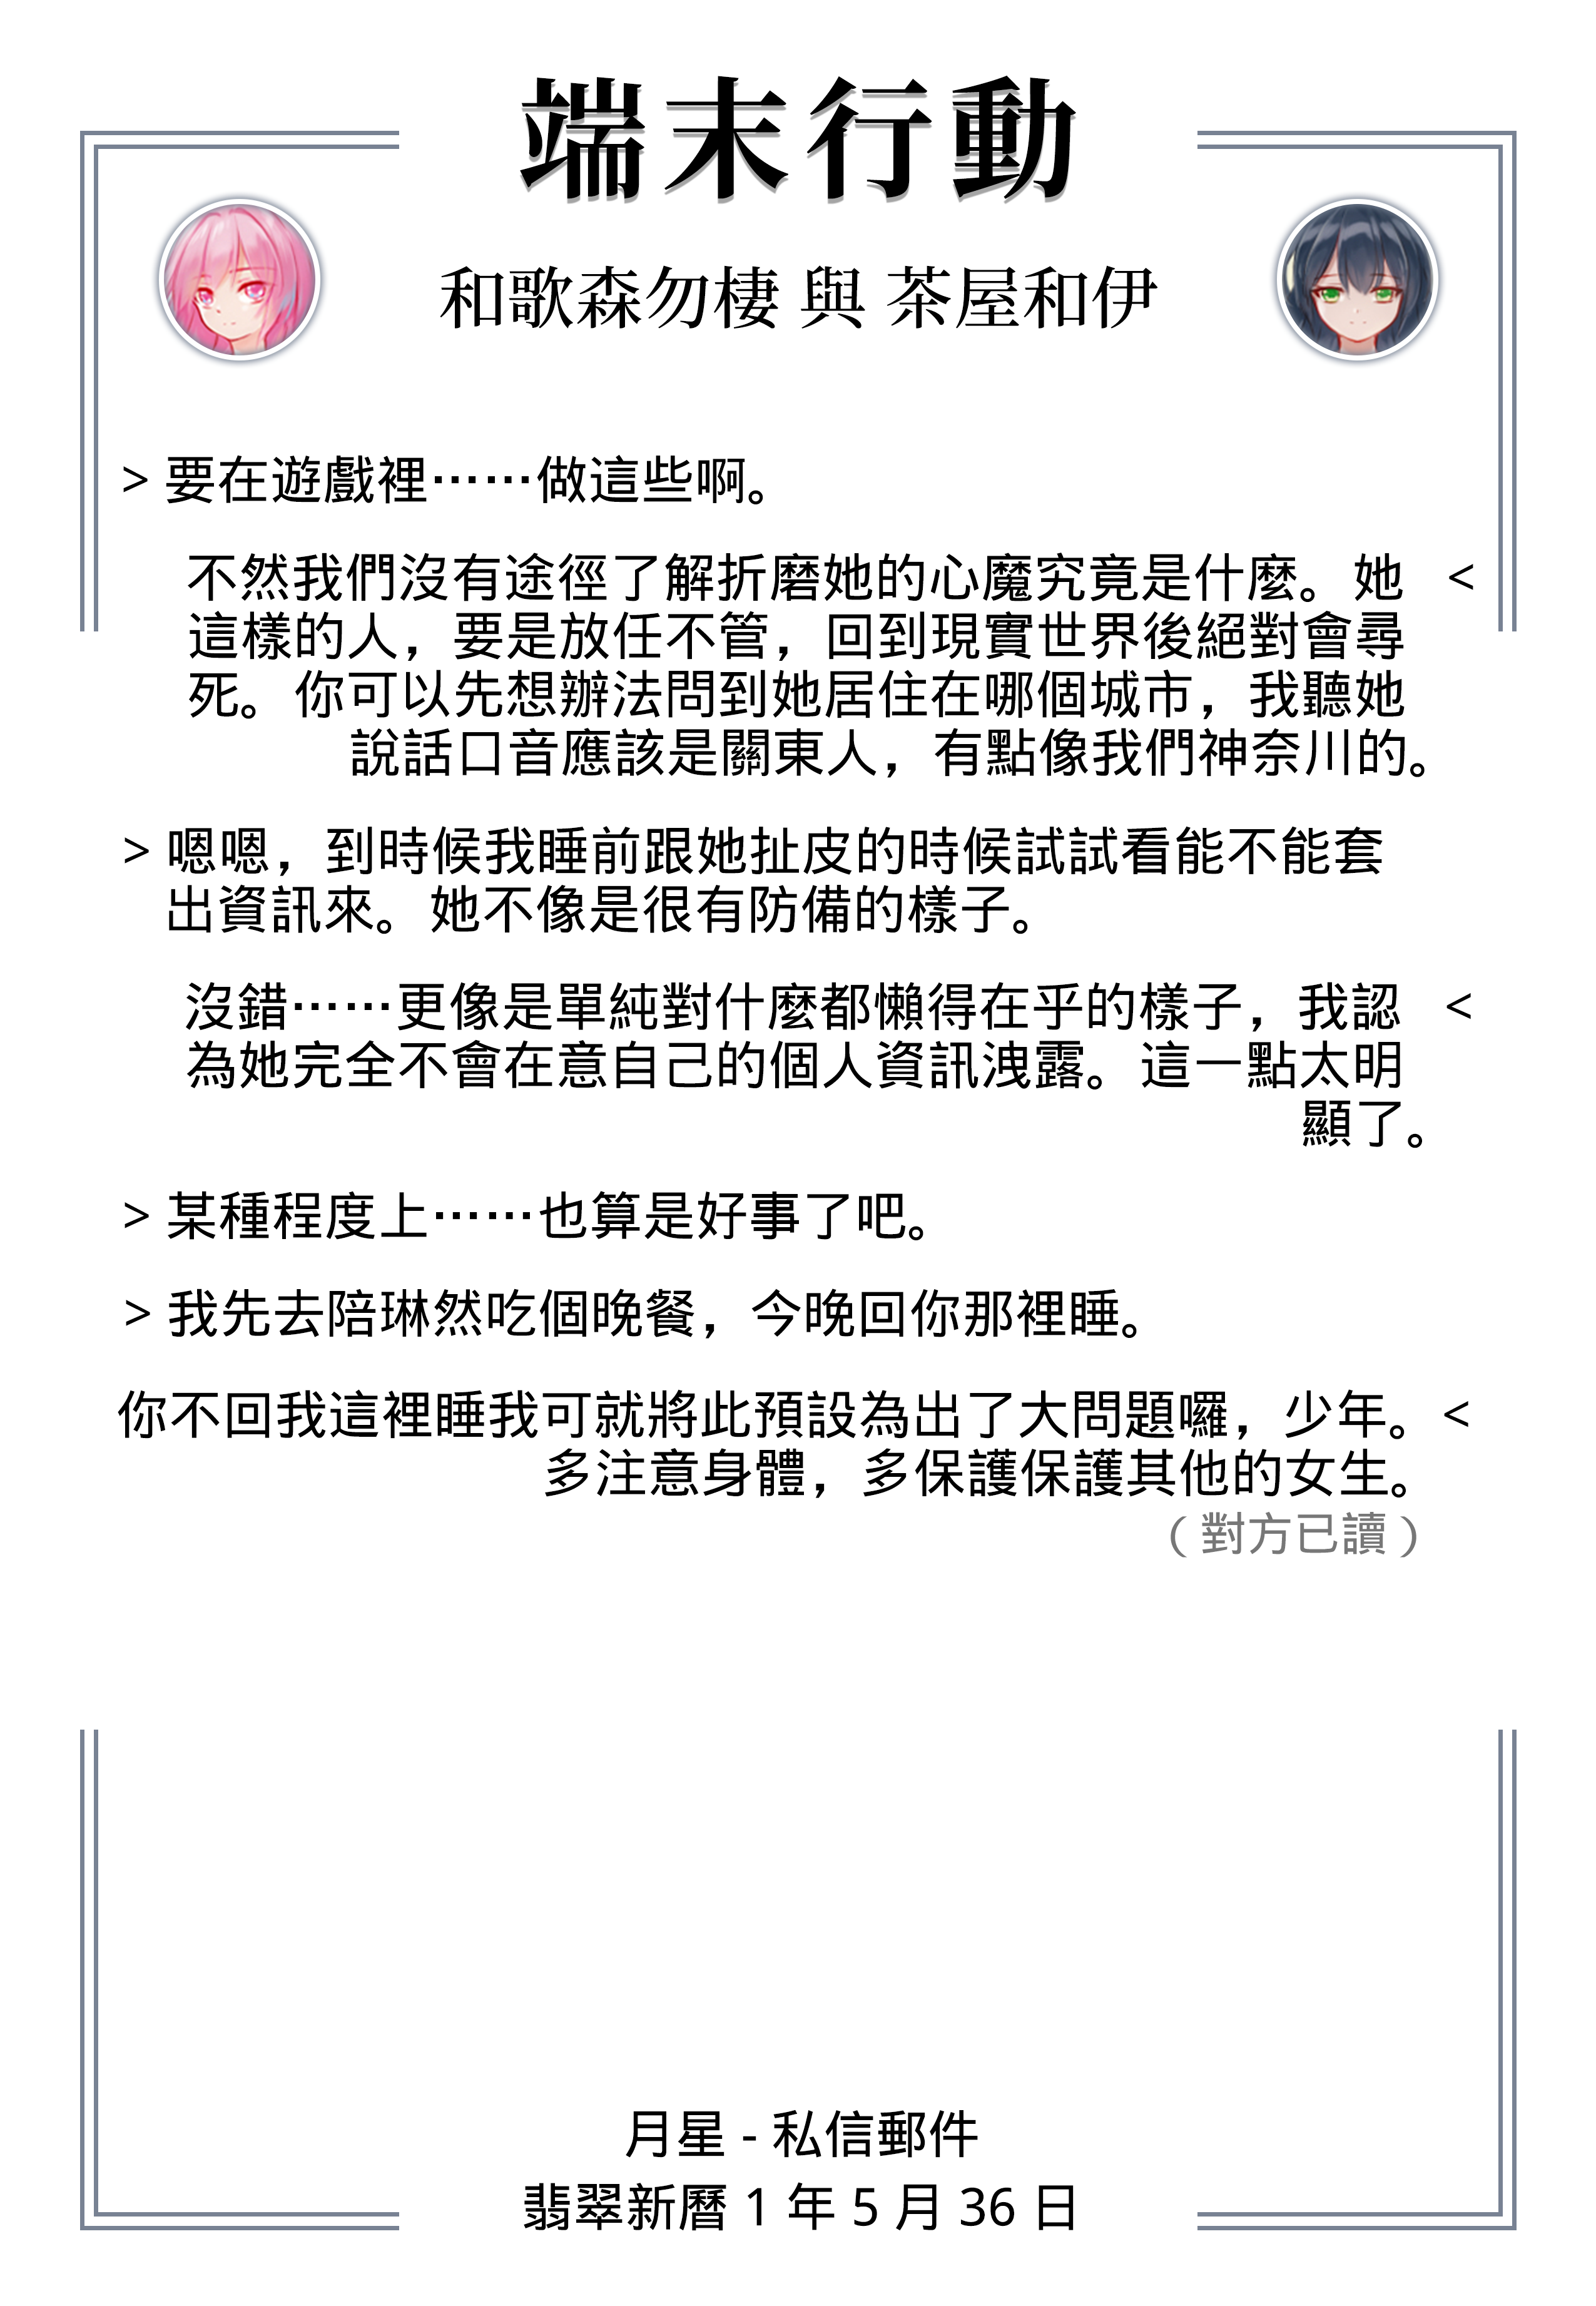 端末行動
和歌森勿棲 與 茶屋和伊
> 要在遊戲裡……做這些啊。
不然我們沒有途徑了解折磨她的心魔究竟是什麼。她 <
這樣的人，要是放任不管，回到現實世界後絕對會尋
死。你可以先想辦法問到她居住在哪個城市，我聽她
說話口音應該是關東人，有點像我們神奈川的。
> 嗯嗯，到時候我睡前跟她扯皮的時候試試看能不能套
出資訊來。她不像是很有防備的樣子。
沒錯……更像是單純對什麼都懶得在乎的樣子，我認 <
為她完全不會在意自己的個人資訊洩露。這一點太明
顯了。
> 某種程度上……也算是好事了吧。
> 我先去陪琳然吃個晚餐，今晚回你那裡睡。
你不回我這裡睡我可就將此預設為出了大問題囉，少年。<
多注意身體，多保護保護其他的女生。
（對方已讀）
月星 - 私信郵件
翡翠新曆 1 年 5 月 36 日